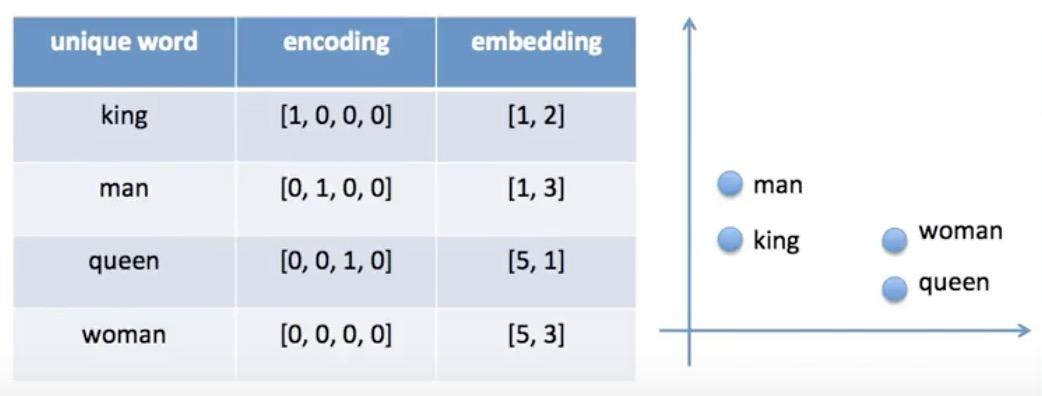 unique word encoding embedding
king [1, 0, 0, 0] [1, 2]
man [0, 1, 0, 0] [1, 3]
queen [0, 0, 1, 0] [5, 1]
woman [0, 0, 0, 0] [5, 3]
man
king
woman
queen